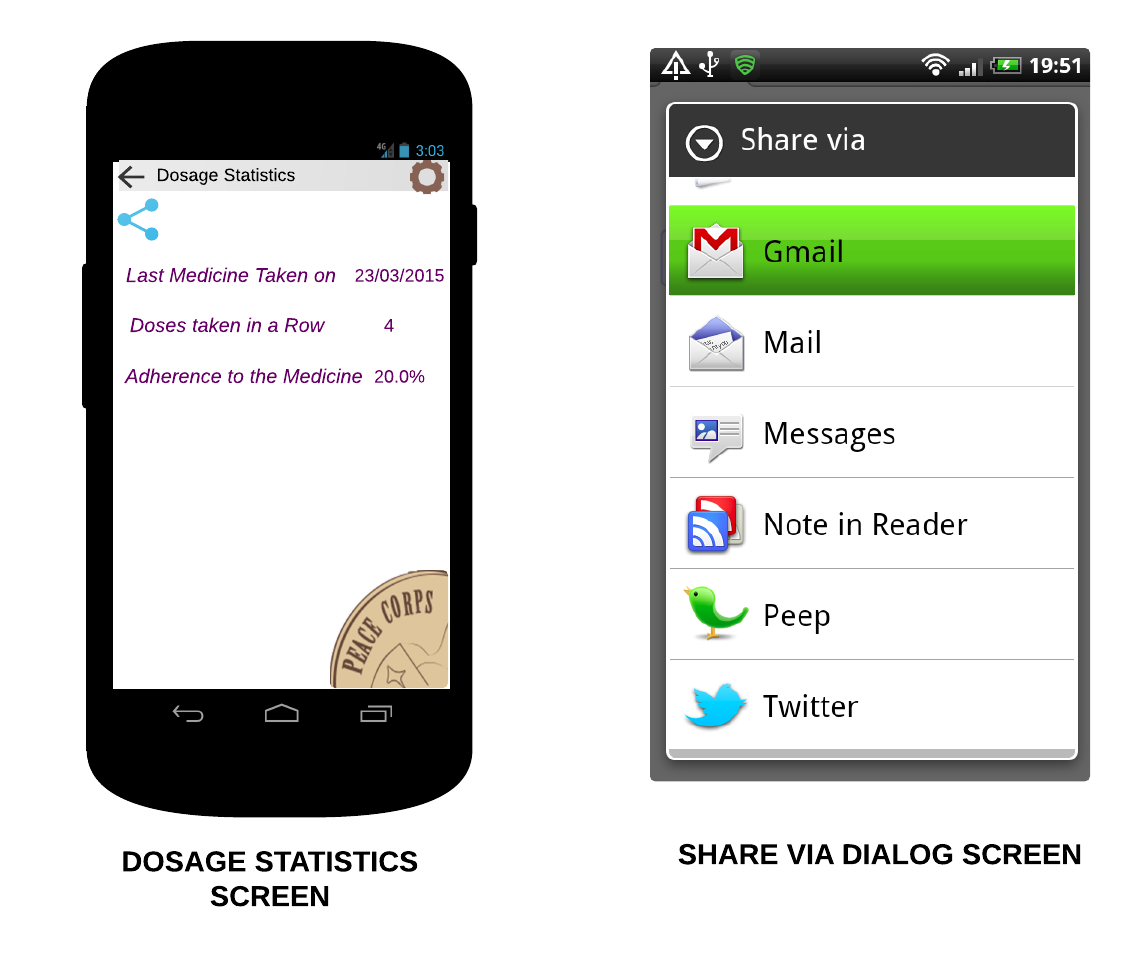 4G 3:03
Dosage Statistics
Last Medicine Taken on 23/03/2015
Doses taken in a Row 4
Adherence to the Medicine 20.0%
PEACE CORPS
DOSAGE STATISTICS
SCREEN
19:51
Share via
Gmail
Mail
Messages
Note in Reader
Peep
Twitter
SHARE VIA DIALOG SCREEN